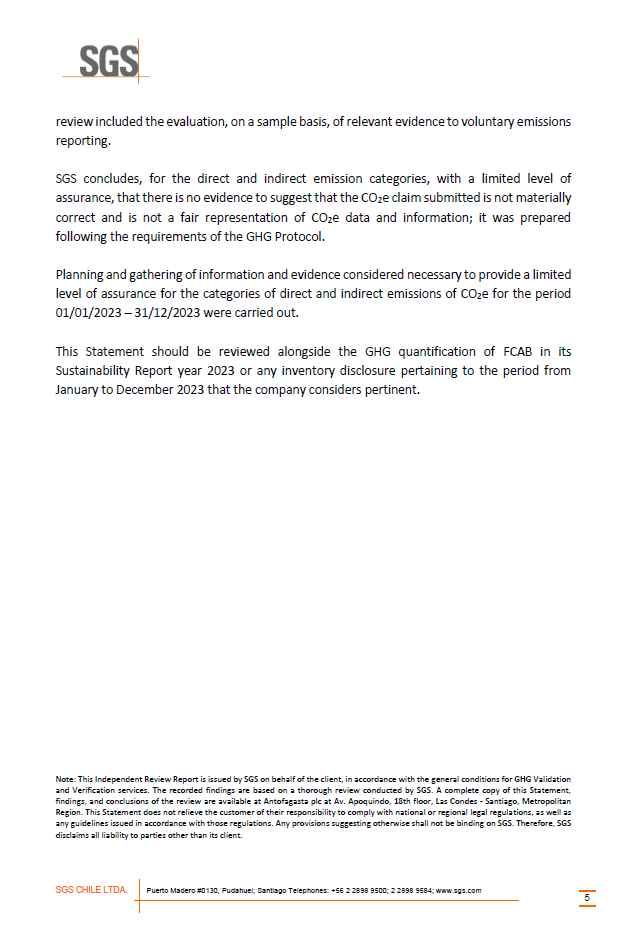 SGS
review included the evaluation, on a sample basis, of relevant evidence to voluntary emissions
reporting.
SGS concludes, for the direct and indirect emission categories, with a limited level of
assurance, that there is no evidence to suggest that the CO₂e claim submitted is not materially
correct and is not a fair representation of CO₂e data and information; it was prepared
following the requirements of the GHG Protocol.
Planning and gathering of information and evidence considered necessary to provide a limited
level of assurance for the categories of direct and indirect emissions of CO₂e for the period
01/01/2023 – 31/12/2023 were carried out.
This Statement should be reviewed alongside the GHG quantification of FCAB in its
Sustainability Report year 2023 or any inventory disclosure pertaining to the period from
January to December 2023 that the company considers pertinent.
Note: This Independent Review Report is issued by SGS on behalf of the client, in accordance with the general conditions for GHG Validation
and Verification services. The recorded findings are based on a thorough review conducted by SGS. A complete copy of this Statement,
findings, and conclusions of the review are available at Antofagasta plc at Av. Apoquindo, 18th floor, Las Condes - Santiago, Metropolitan
Region. This Statement does not relieve the customer of their responsibility to comply with national or regional legal regulations, as well as
any guidelines issued in accordance with those regulations. Any provisions suggesting otherwise shall not be binding on SGS. Therefore, SGS
disclaims all liability to parties other than its client.
SGS CHILE LTDA. Puerto Madero #0130, Pudahuel; Santiago Telephones: +56 2 2898 9500; 2 2898 9584; www.sgs.com
5